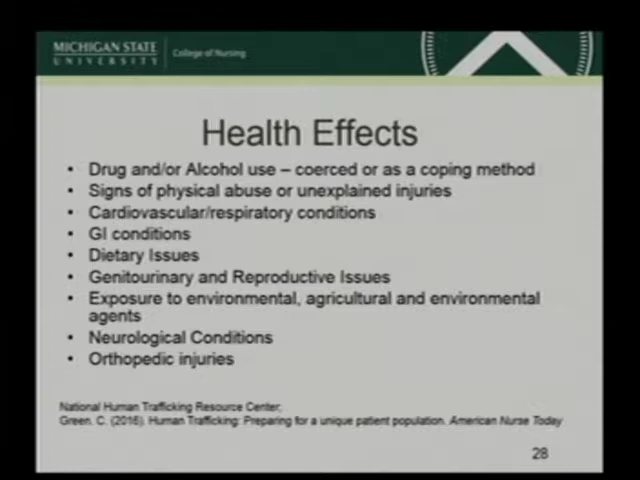 MICHIGAN STATE
UNIVERSITY
College of Nursing
Health Effects
• Drug and/or Alcohol use – coerced or as a coping method
• Signs of physical abuse or unexplained injuries
• Cardiovascular/respiratory conditions
• GI conditions
• Dietary Issues
• Genitourinary and Reproductive Issues
• Exposure to environmental, agricultural and environmental
agents
• Neurological Conditions
• Orthopedic injuries
National Human Trafficking Resource Center;
Green. C. (2016). Human Trafficking: Preparing for a unique patient population. American Nurse Today
28